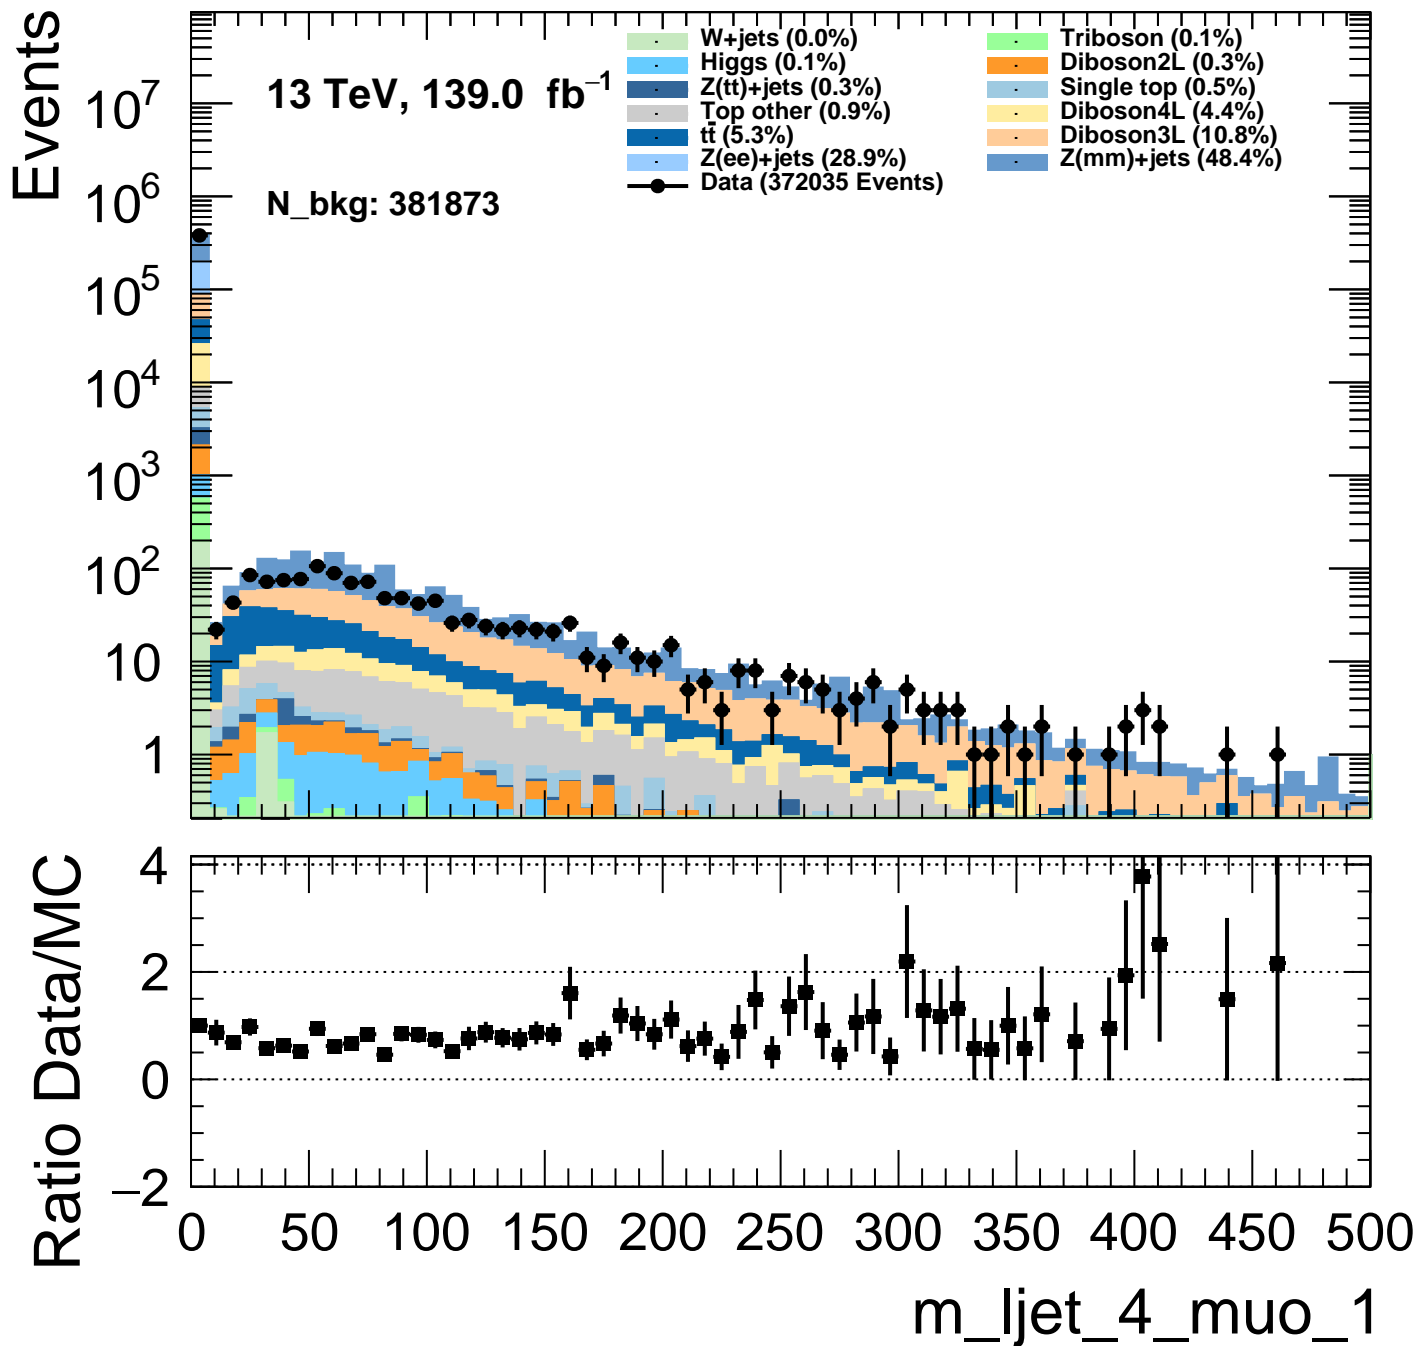 Events
13 TeV, 139.0 fb⁻¹
N_bkg: 381873
W+jets (0.0%)
Higgs (0.1%)
Z(tt)+jets (0.3%)
Top other (0.9%)
tt̄ (5.3%)
Z(ee)+jets (28.9%)
Data (372035 Events)
Triboson (0.1%)
Diboson2L (0.3%)
Single top (0.5%)
Diboson4L (4.4%)
Diboson3L (10.8%)
Z(mm)+jets (48.4%)
10⁷
10⁶
10⁵
10⁴
10³
10²
10
1
Ratio Data/MC
4
2
0
−2
0 50 100 150 200 250 300 350 400 450 500
m_ljet_4_muo_1